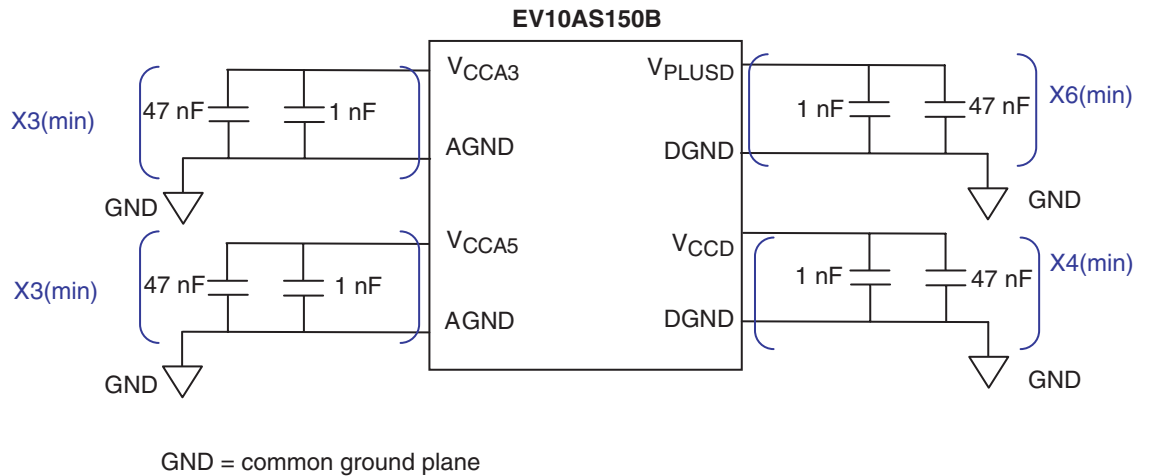 EV10AS150B
VCCA3
VPLUSD
X3(min)
47 nF
1 nF
1 nF
47 nF
X6(min)
AGND
DGND
GND
GND
VCCA5
VCCD
X3(min)
47 nF
1 nF
1 nF
47 nF
X4(min)
AGND
DGND
GND
GND
GND = common ground plane